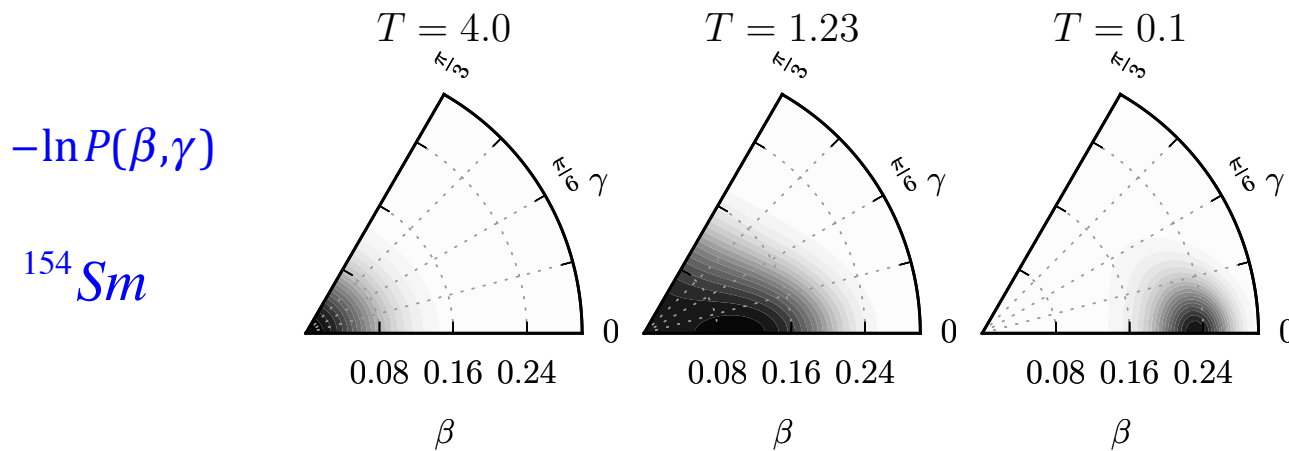 −ln P(β,γ)
¹⁵⁴Sm
T = 4.0
π/3
π/6 γ
0
0.08 0.16 0.24
β
T = 1.23
π/3
π/6 γ
0
0.08 0.16 0.24
β
T = 0.1
π/3
π/6 γ
0
0.08 0.16 0.24
β